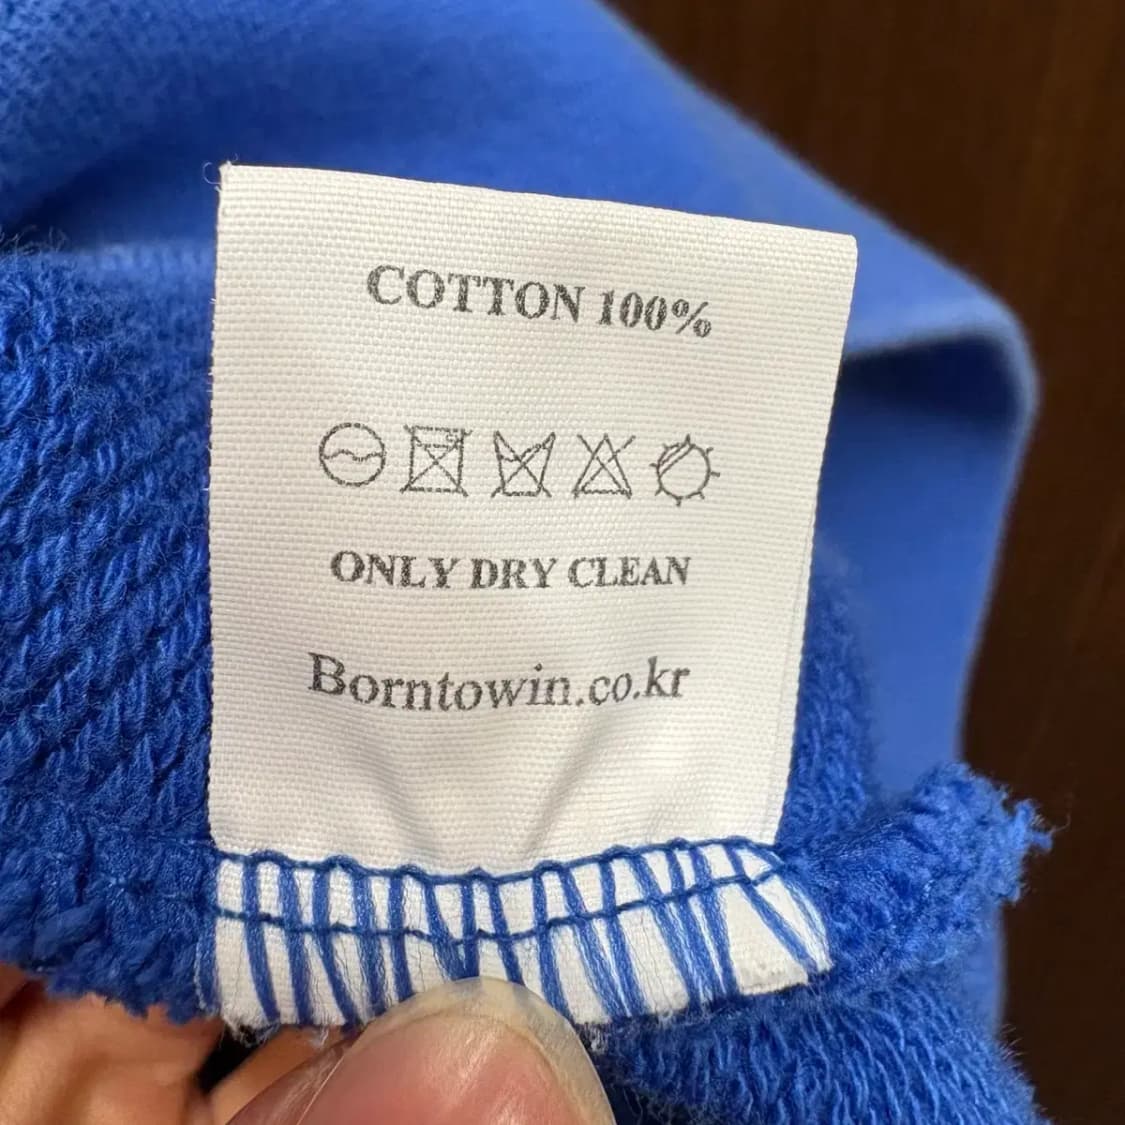 COTTON 100%
ONLY DRY CLEAN
Borntowin.co.kr